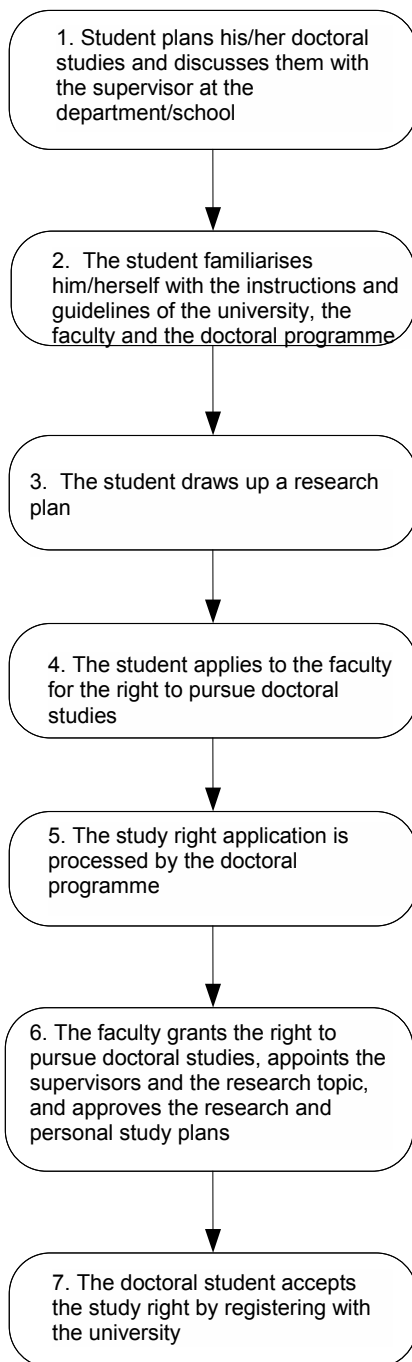 1. Student plans his/her doctoral
studies and discusses them with
the supervisor at the
department/school
2. The student familiarises
him/herself with the instructions and
guidelines of the university, the
faculty and the doctoral programme
3. The student draws up a research
plan
4. The student applies to the faculty
for the right to pursue doctoral
studies
5. The study right application is
processed by the doctoral
programme
6. The faculty grants the right to
pursue doctoral studies, appoints the
supervisors and the research topic,
and approves the research and
personal study plans
7. The doctoral student accepts
the study right by registering with
the university